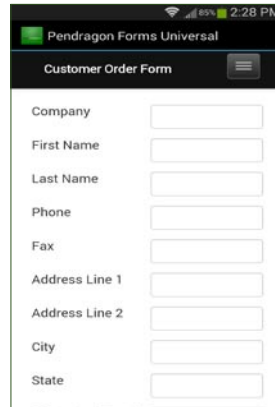 85% 2:28 PM
Pendragon Forms Universal
Customer Order Form
Company
First Name
Last Name
Phone
Fax
Address Line 1
Address Line 2
City
State